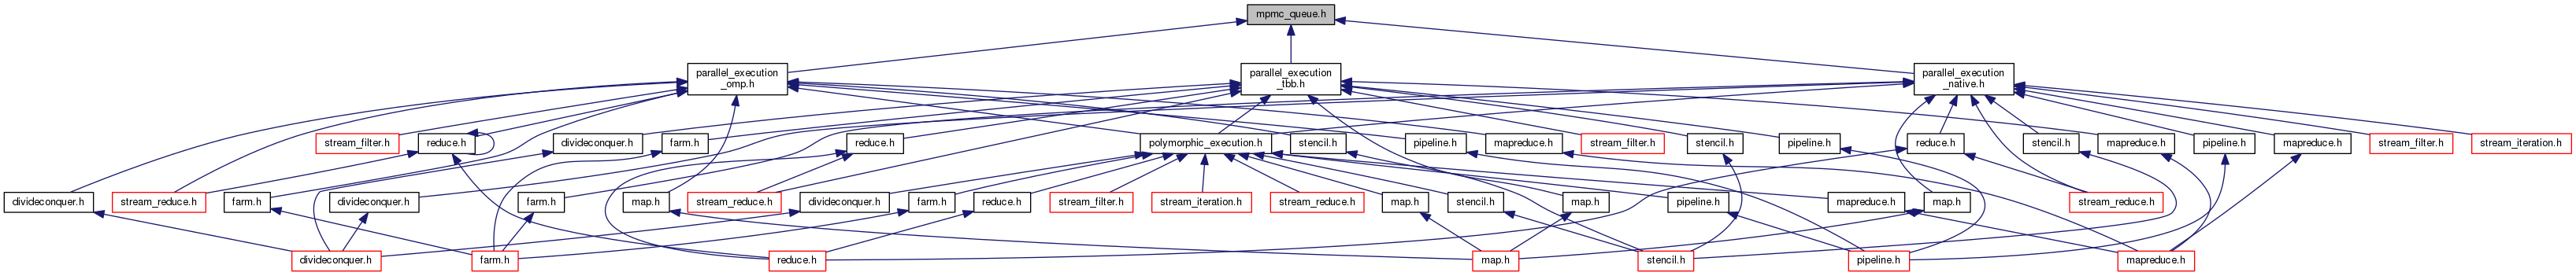 mpmc_queue.h
parallel_execution
_omp.h
parallel_execution
_tbb.h
parallel_execution
_native.h
stream_filter.h
reduce.h
divideconquer.h
farm.h
reduce.h
polymorphic_execution.h
stencil.h
pipeline.h
mapreduce.h
stream_filter.h
stencil.h
pipeline.h
reduce.h
stencil.h
mapreduce.h
pipeline.h
mapreduce.h
stream_filter.h
stream_iteration.h
divideconquer.h
stream_reduce.h
farm.h
divideconquer.h
farm.h
map.h
stream_reduce.h
divideconquer.h
farm.h
reduce.h
stream_filter.h
stream_iteration.h
stream_reduce.h
map.h
stencil.h
map.h
pipeline.h
mapreduce.h
map.h
stream_reduce.h
divideconquer.h
farm.h
reduce.h
map.h
stencil.h
pipeline.h
mapreduce.h